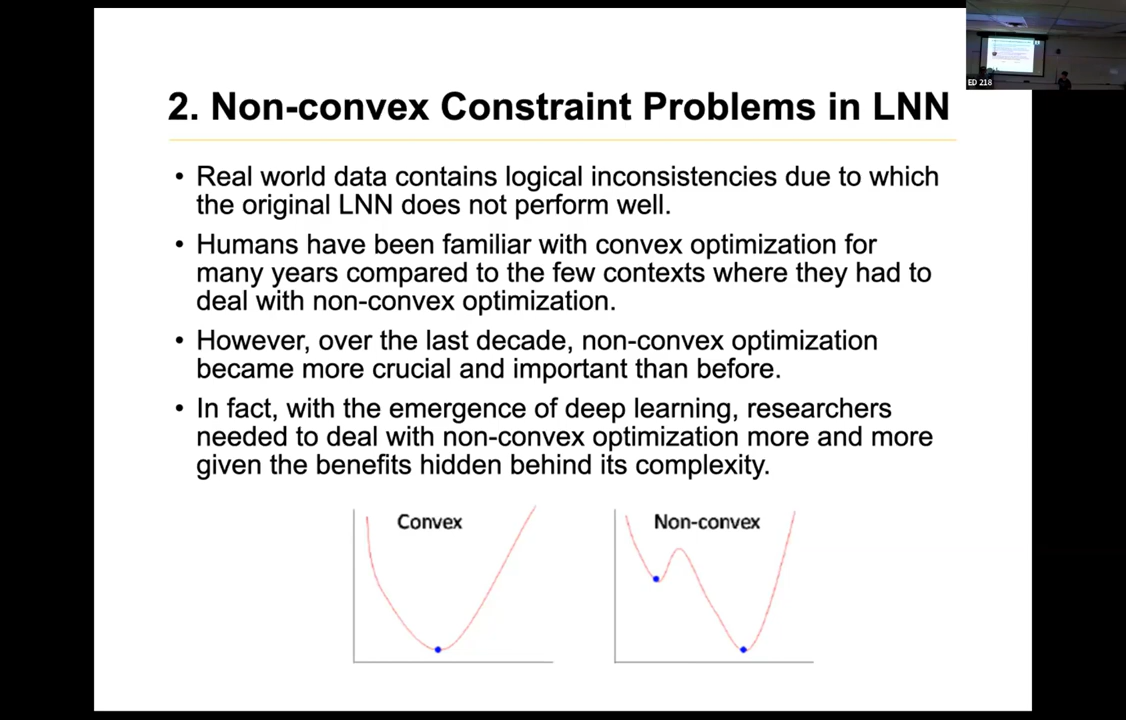 2. Non-convex Constraint Problems in LNN
• Real world data contains logical inconsistencies due to which
the original LNN does not perform well.
• Humans have been familiar with convex optimization for
many years compared to the few contexts where they had to
deal with non-convex optimization.
• However, over the last decade, non-convex optimization
became more crucial and important than before.
• In fact, with the emergence of deep learning, researchers
needed to deal with non-convex optimization more and more
given the benefits hidden behind its complexity.
Convex
Non-convex
ED 218